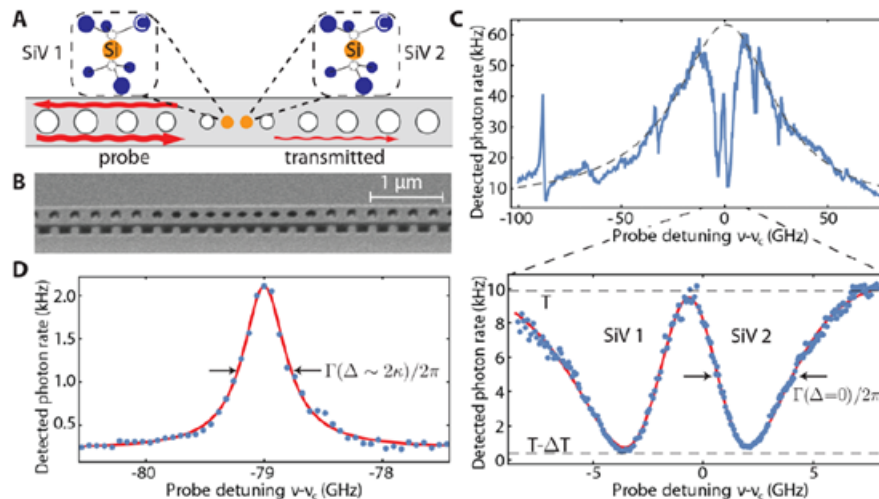 A
SiV 1
Si
C
Si
C
SiV 2
probe
transmitted
B
1 μm
C
Detected photon rate (kHz)
60
50
40
30
20
10
-100
-50
0
50
Probe detuning ν-νc (GHz)
D
Detected photon rate (kHz)
2.0
1.5
1.0
0.5
Γ(Δ ∼ 2κ)/2π
-80
-79
-78
Probe detuning ν-νc (GHz)
Detected photon rate (kHz)
10
8
6
4
2
0
T
SiV 1
SiV 2
Γ(Δ=0)/2π
T-ΔT
-5
0
5
Probe detuning ν-νc (GHz)